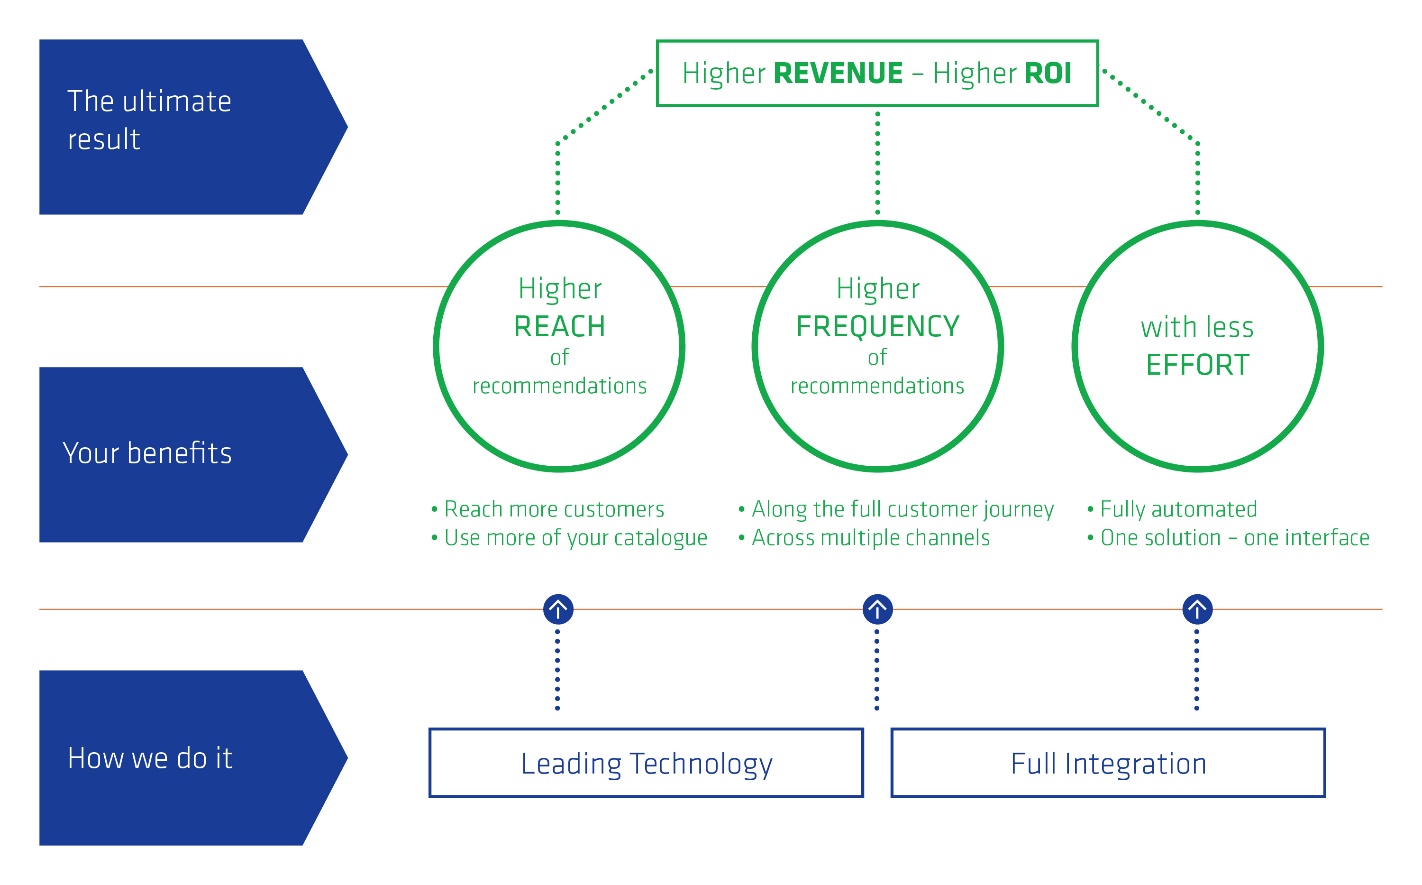 The ultimate
result
Higher REVENUE – Higher ROI
Higher
REACH
of
recommendations
Higher
FREQUENCY
of
recommendations
with less
EFFORT
Your benefits
• Reach more customers
• Use more of your catalogue
• Along the full customer journey
• Across multiple channels
• Fully automated
• One solution – one interface
How we do it
Leading Technology
Full Integration